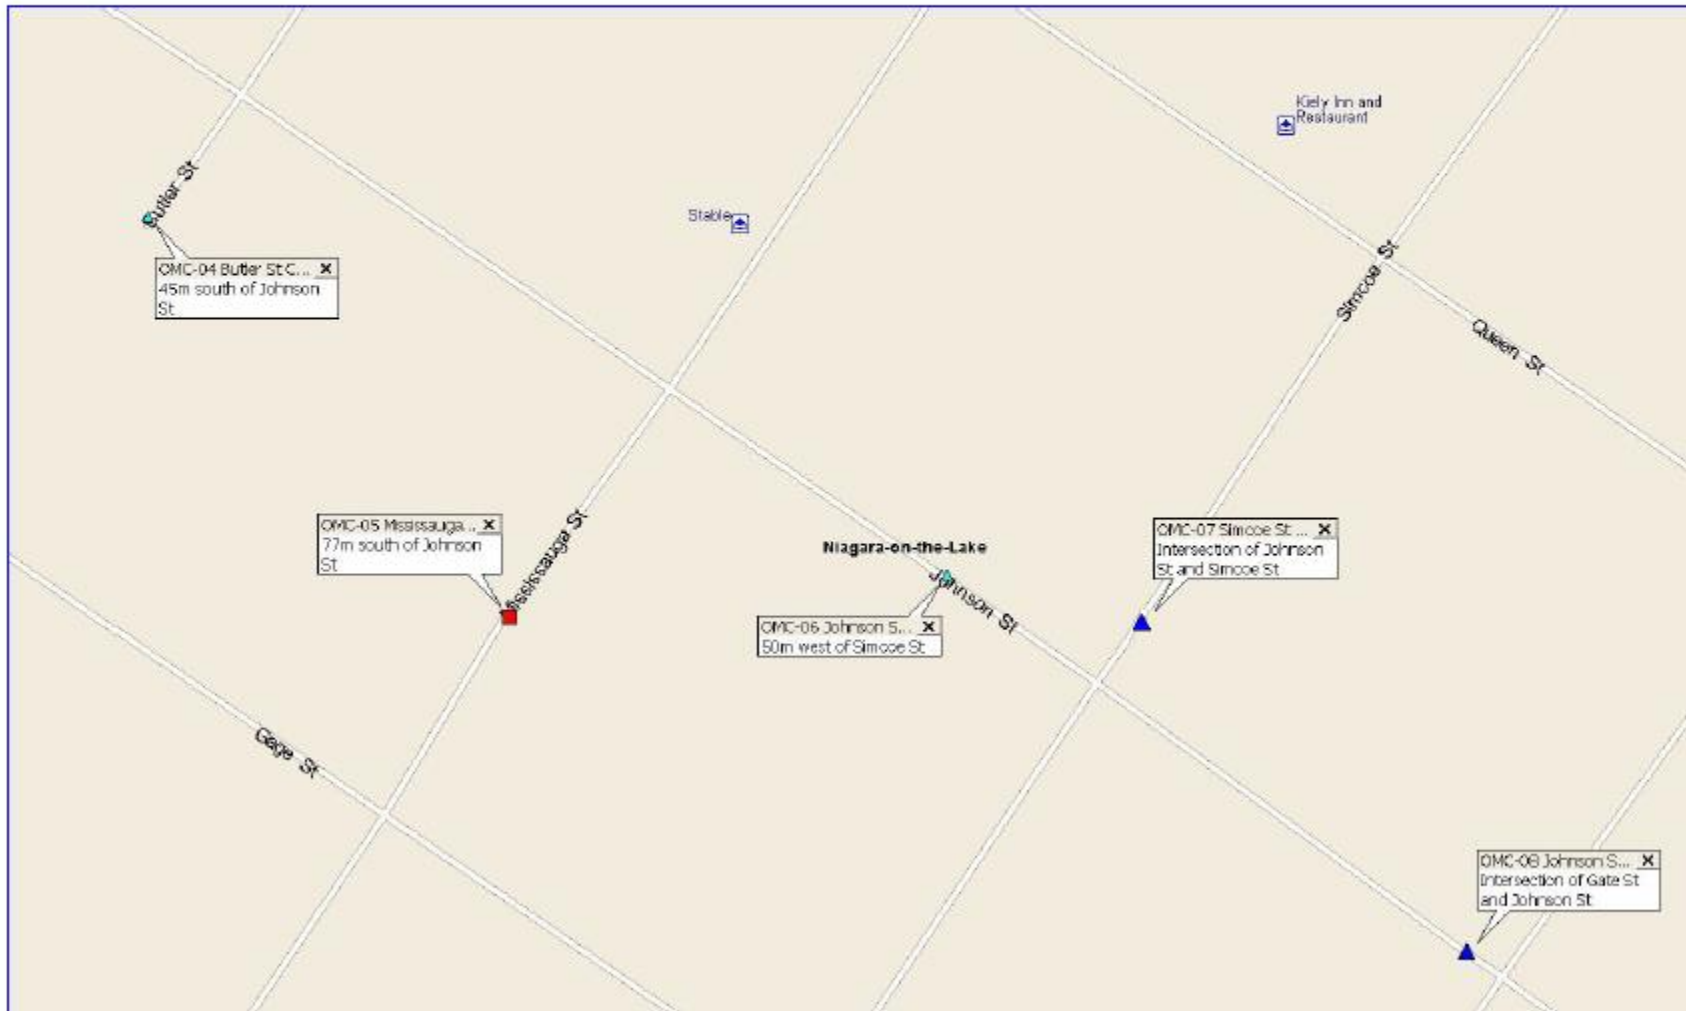 Kiely Inn and
Restaurant
Butler St
Stable
Simcoe St
OMC-04 Butler St C...
45m south of Johnson
St
Queen St
OMC-05 Mississauga...
77m south of Johnson
St
Mississauga St
Niagara-on-the-Lake
OMC-07 Simcoe St ...
Intersection of Johnson
St and Simcoe St
Johnson St
OMC-06 Johnson S...
50m west of Simcoe St
Gage St
OMC-08 Johnson S...
Intersection of Gate St
and Johnson St